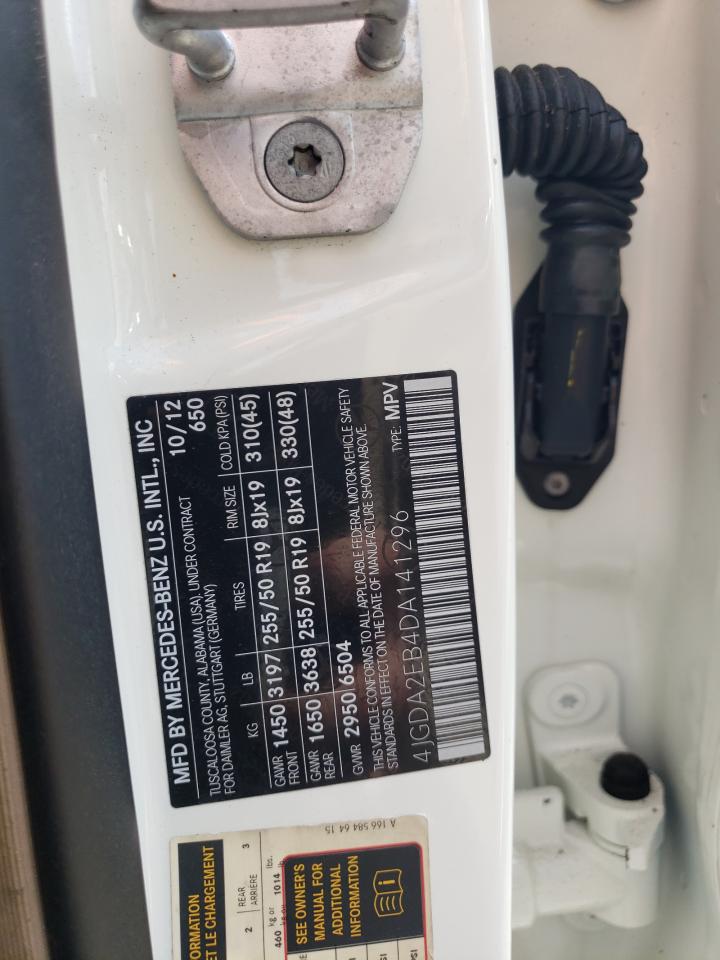 MFD BY MERCEDES-BENZ U.S. INTL., INC
TUSCALOOSA COUNTY, ALABAMA (USA), UNDER CONTRACT 10/12
FOR DAIMLER AG, STUTTGART (GERMANY) 650
KG LB TIRES RIM SIZE COLD KPA (PSI)
GAWR FRONT 1450 3197 255/50 R19 8Jx19 310(45)
GAWR REAR 1650 3638 255/50 R19 8Jx19 330(48)
GVWR 2950 6504
THIS VEHICLE CONFORMS TO ALL APPLICABLE FEDERAL MOTOR VEHICLE SAFETY
STANDARDS IN EFFECT ON THE DATE OF MANUFACTURE SHOWN ABOVE.
4JGDA2EB4DA141296 TYPE: MPV
ORMATION
ET LE CHARGEMENT
2 REAR ARRIÈRE 3
460 kg or 1014 lbs.
SEE OWNER'S
MANUAL FOR
ADDITIONAL
INFORMATION
A 166 584 64 15